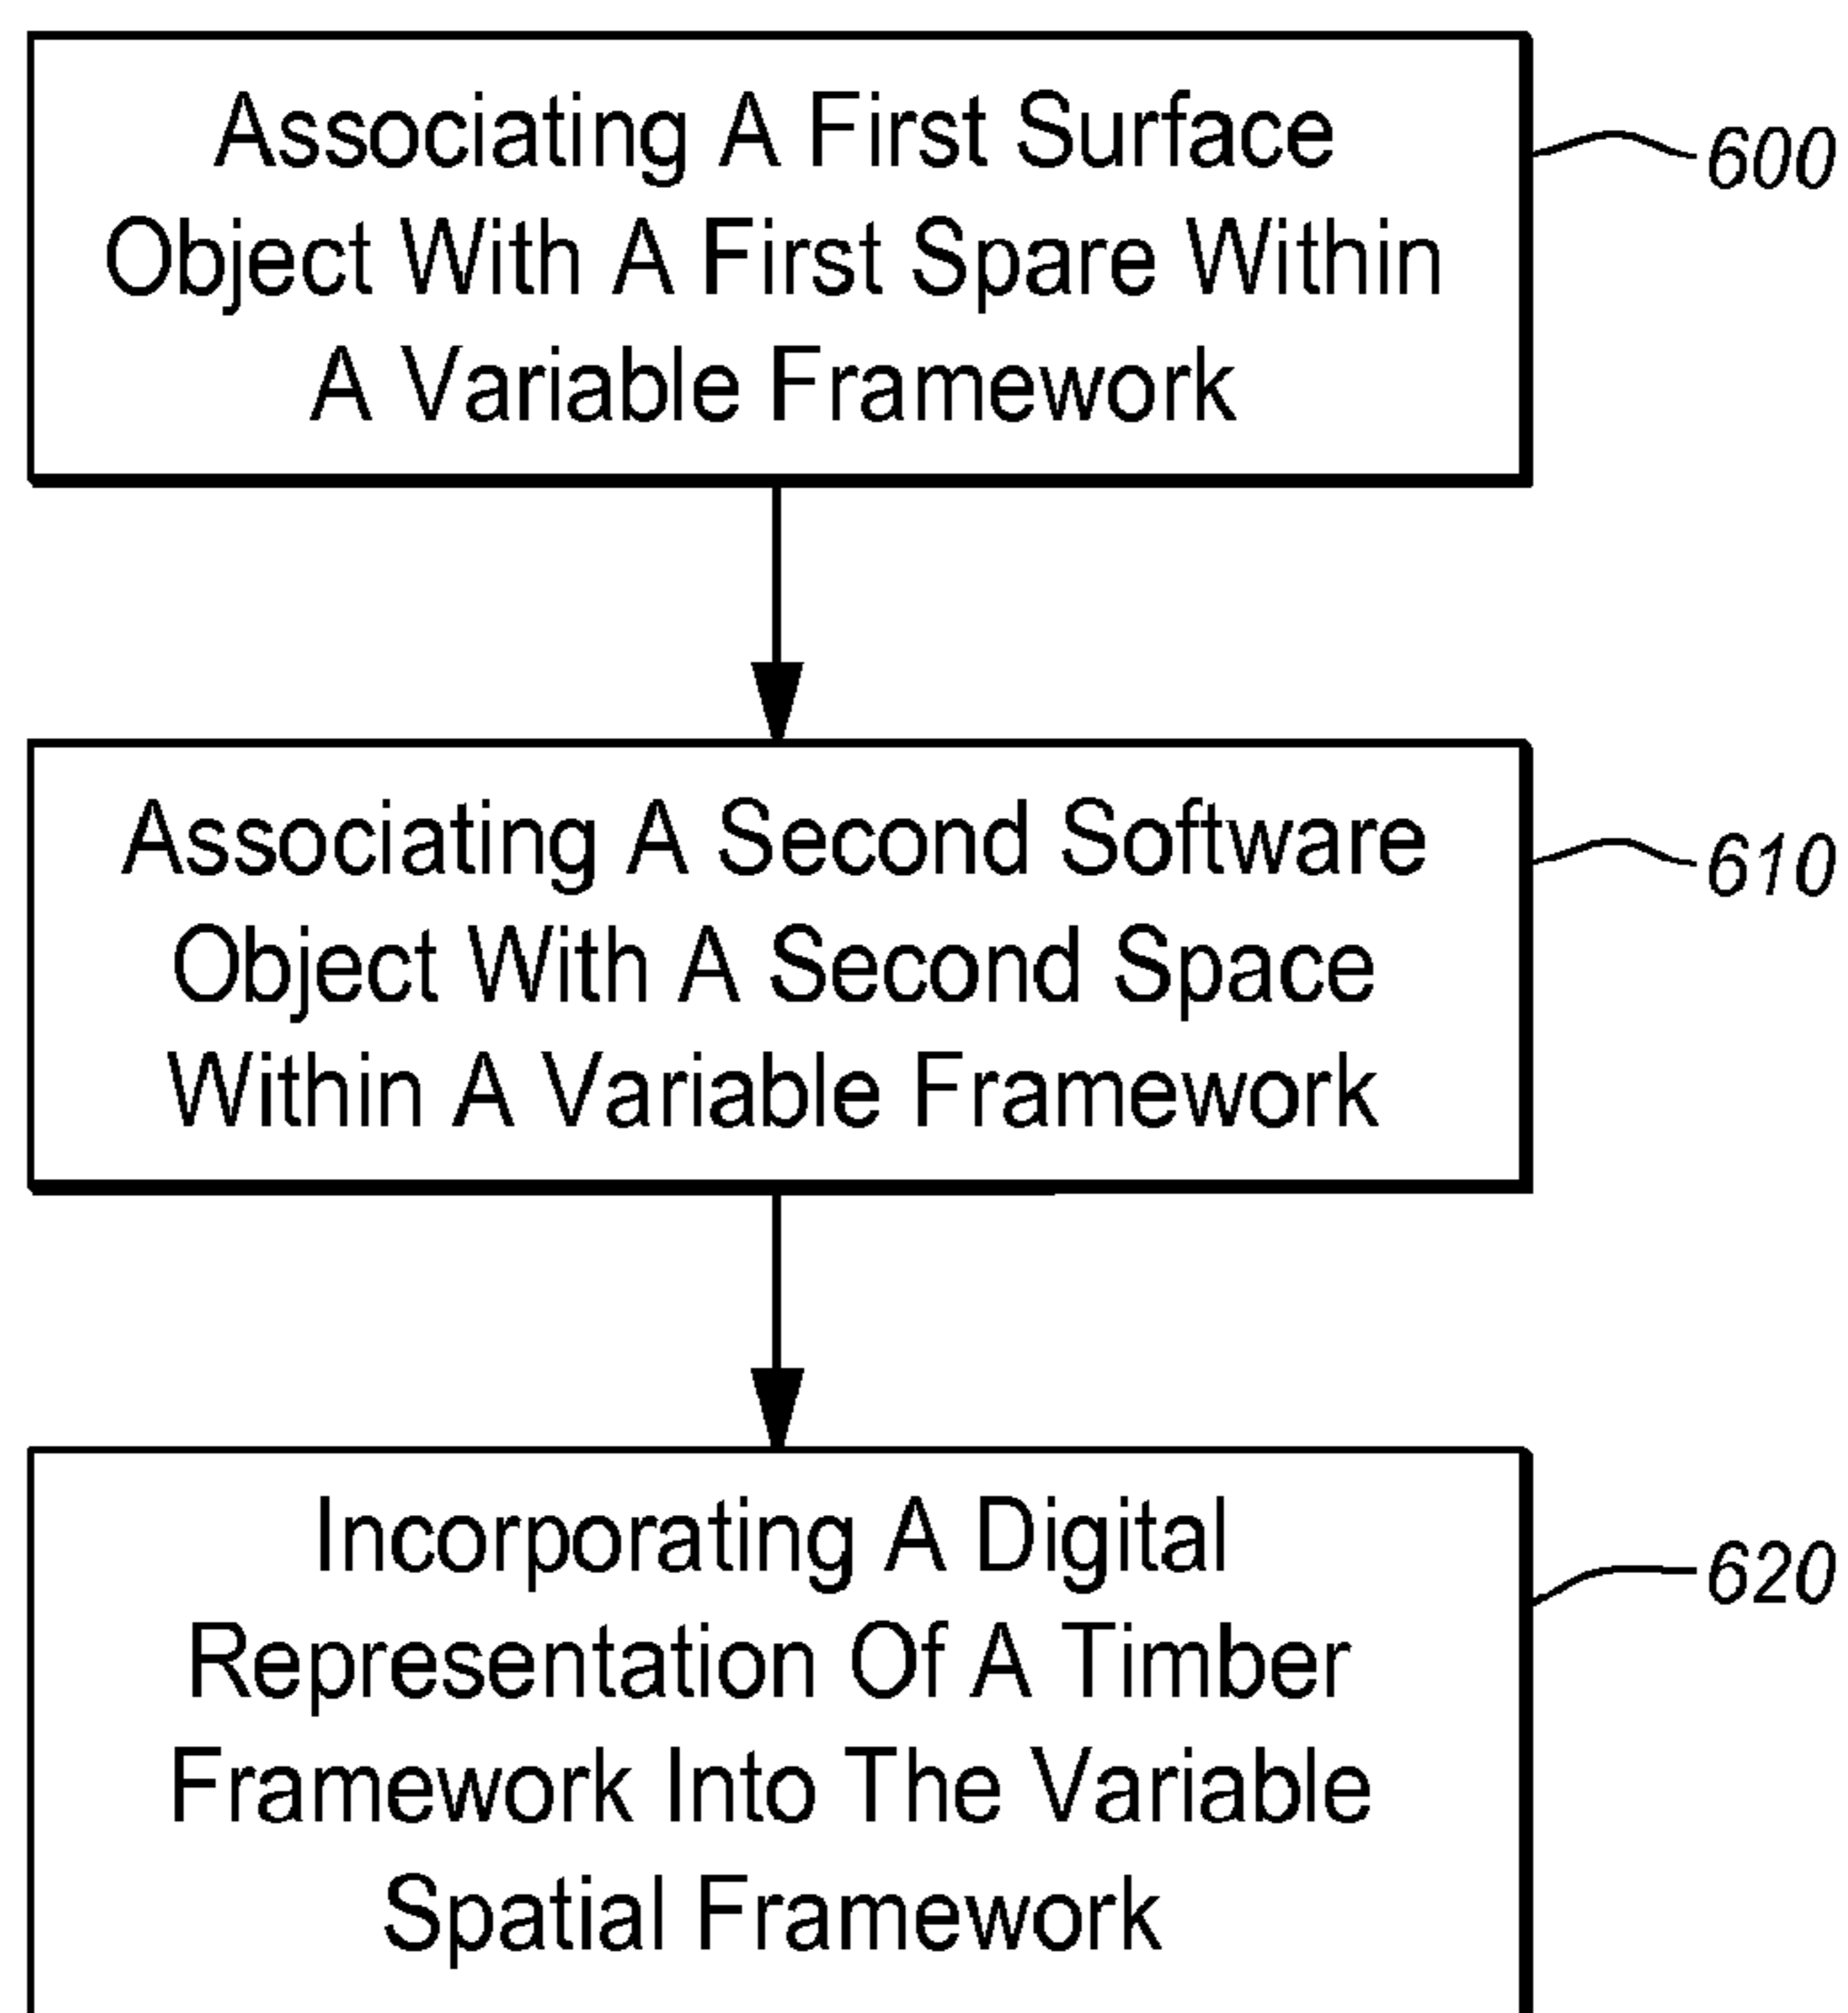 Associating A First Surface
Object With A First Spare Within
A Variable Framework
600
Associating A Second Software
Object With A Second Space
Within A Variable Framework
610
Incorporating A Digital
Representation Of A Timber
Framework Into The Variable
Spatial Framework
620